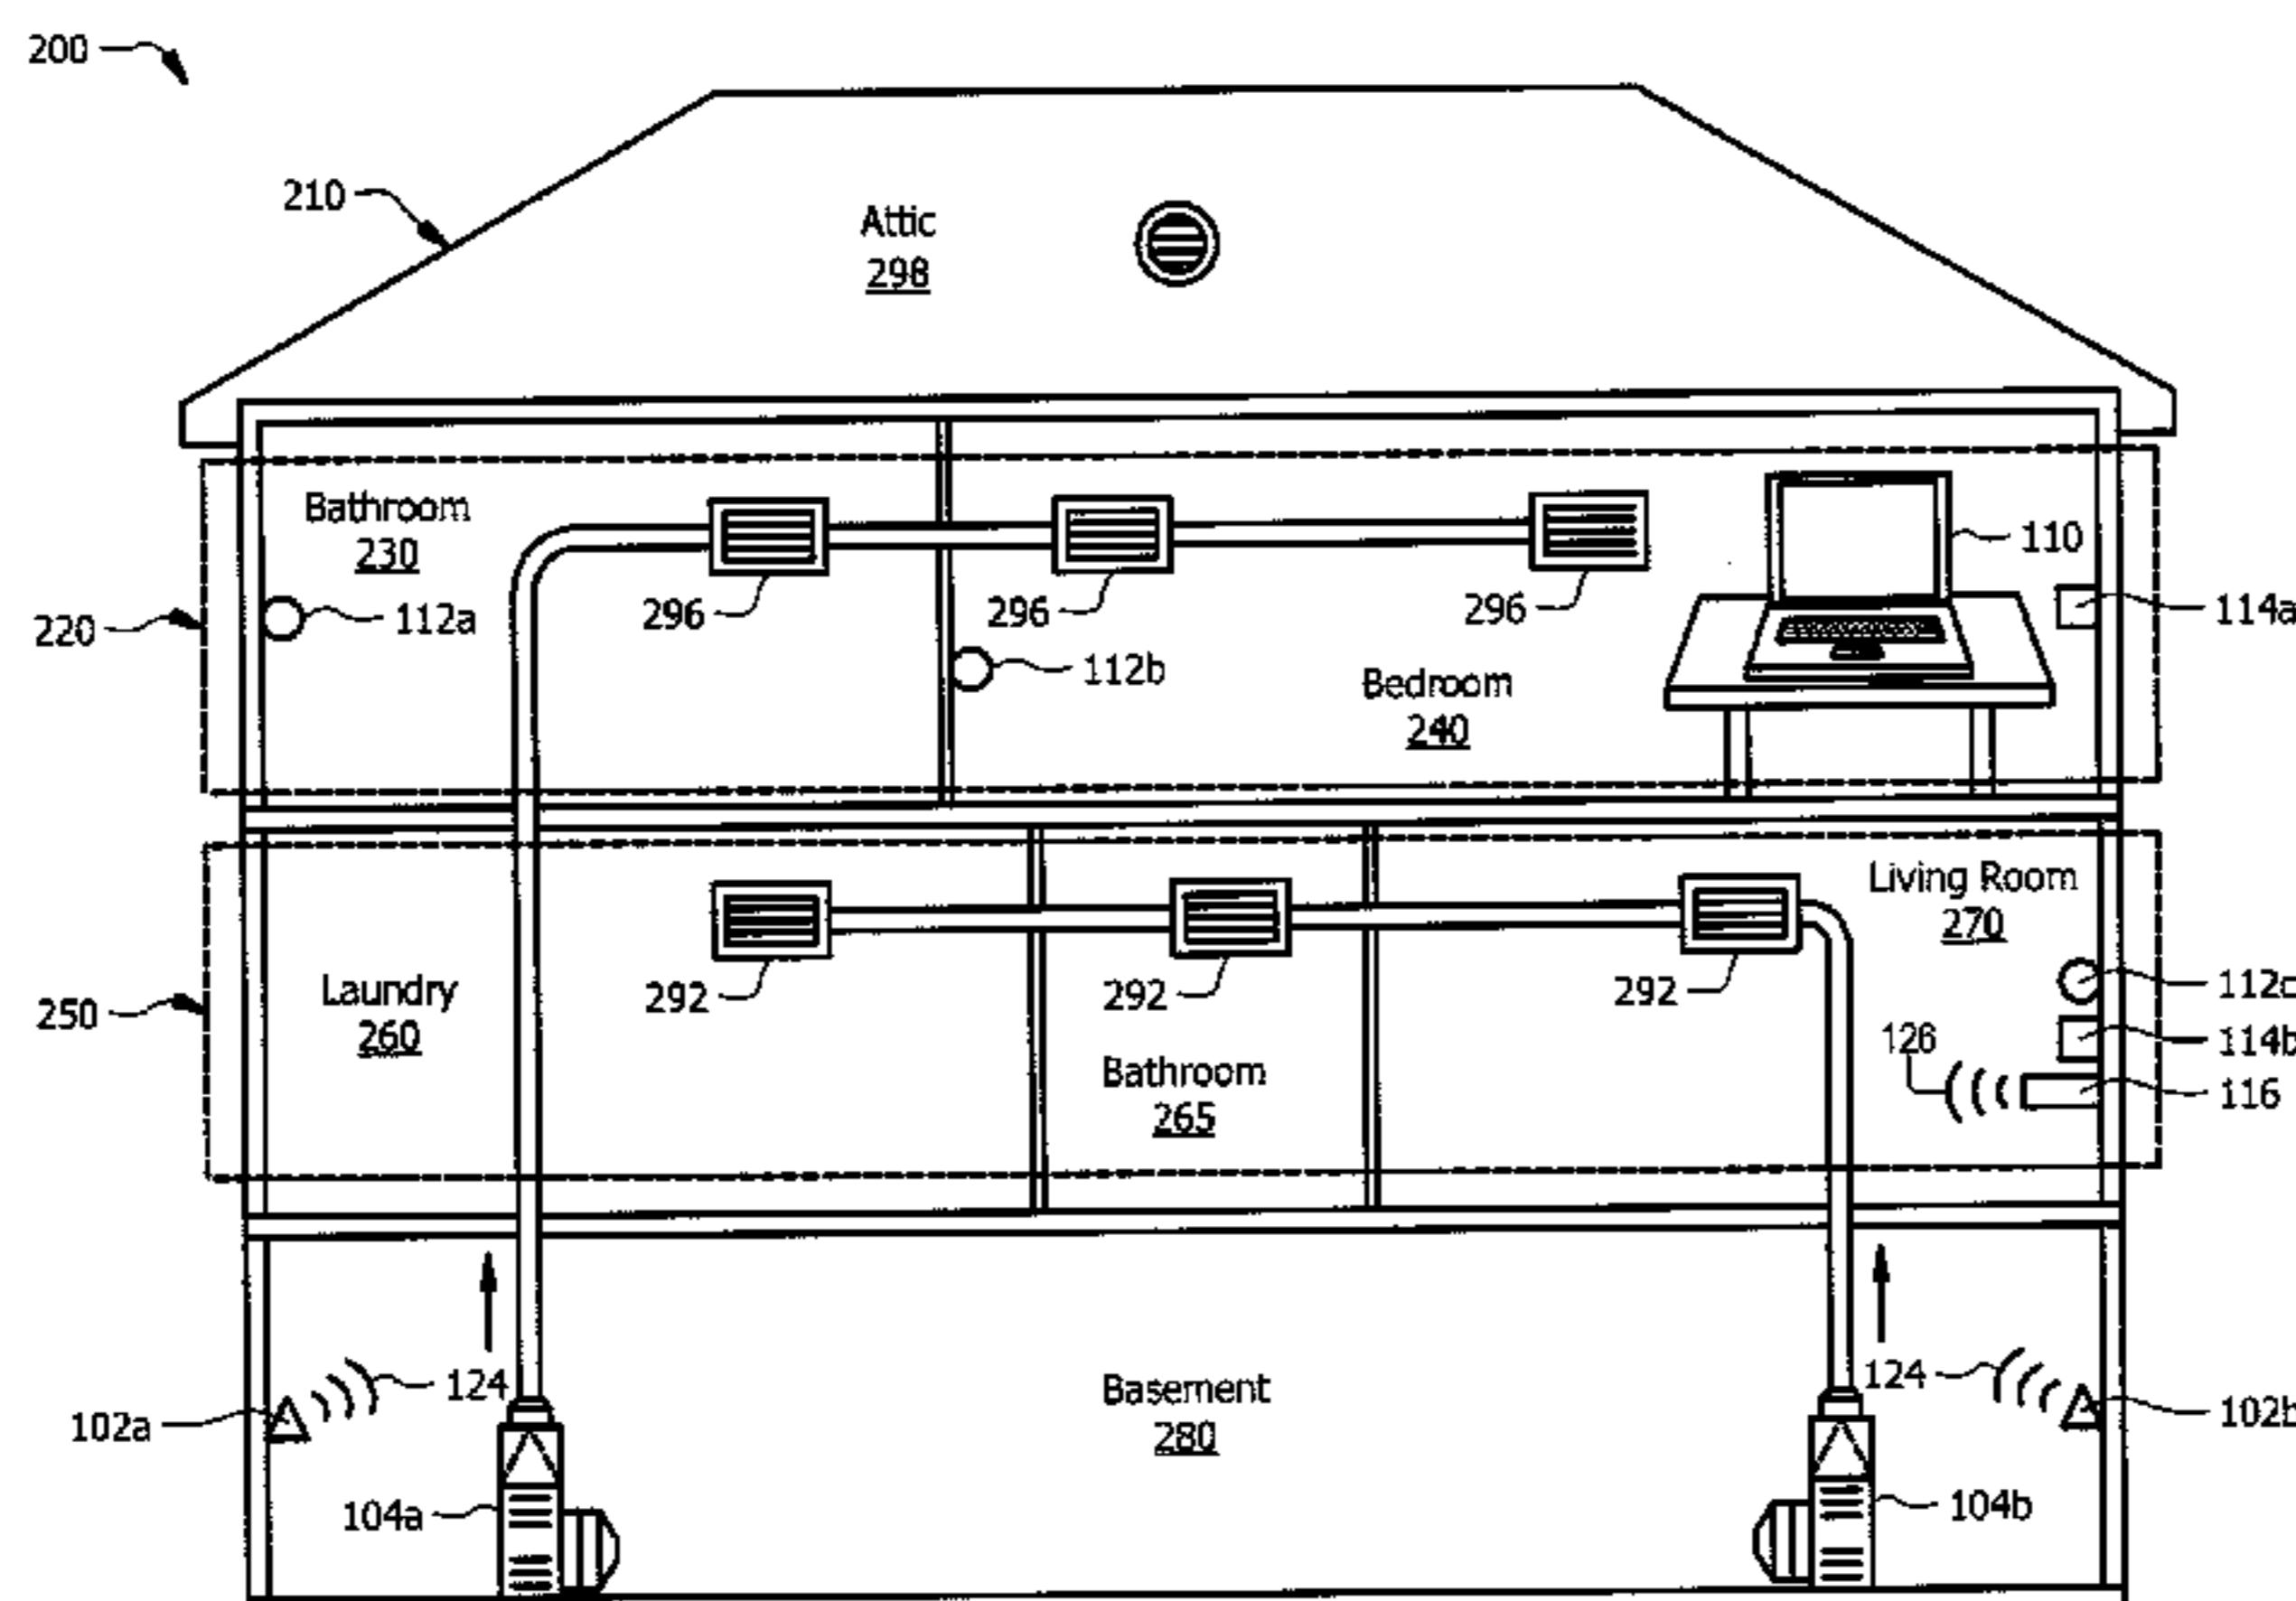 200
210
Attic
298
Bathroom
230
110
296
296
296
112a
114a
220
112b
Bedroom
240
Living Room
270
Laundry
260
292
292
292
112c
250
126
114b
Bathroom
265
116
124
124
102a
Basement
280
102b
104a
104b